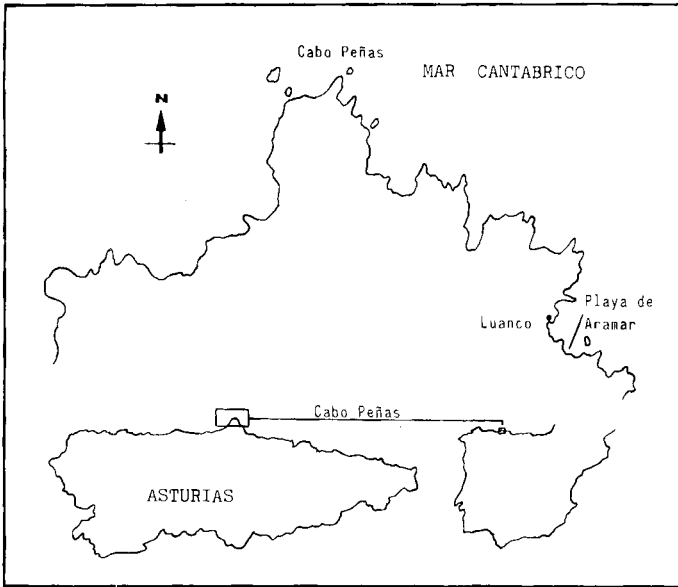 Cabo Peñas
MAR CANTABRICO
N
Luanco
Playa de
Aramar
Cabo Peñas
ASTURIAS